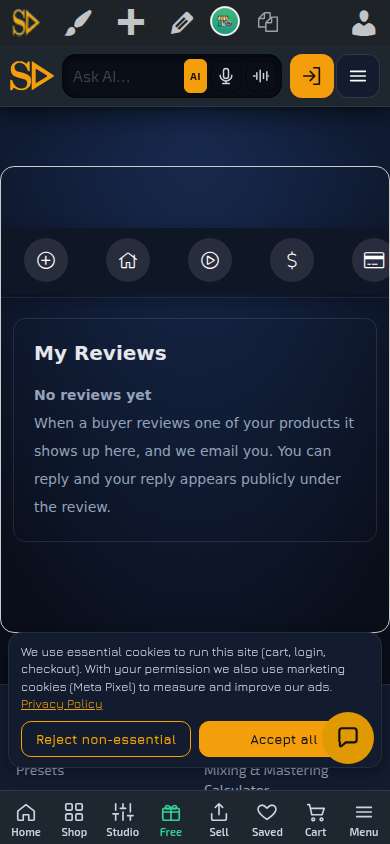 SD
SD
Ask AI...
AI
My Reviews
No reviews yet
When a buyer reviews one of your products it
shows up here, and we email you. You can
reply and your reply appears publicly under
the review.
We use essential cookies to run this site (cart, login,
checkout). With your permission we also use marketing
cookies (Meta Pixel) to measure and improve our ads.
Privacy Policy
Reject non-essential
Accept all
Presets
Mixing & Mastering
Calculator
Home
Shop
Studio
Free
Sell
Saved
Cart
Menu